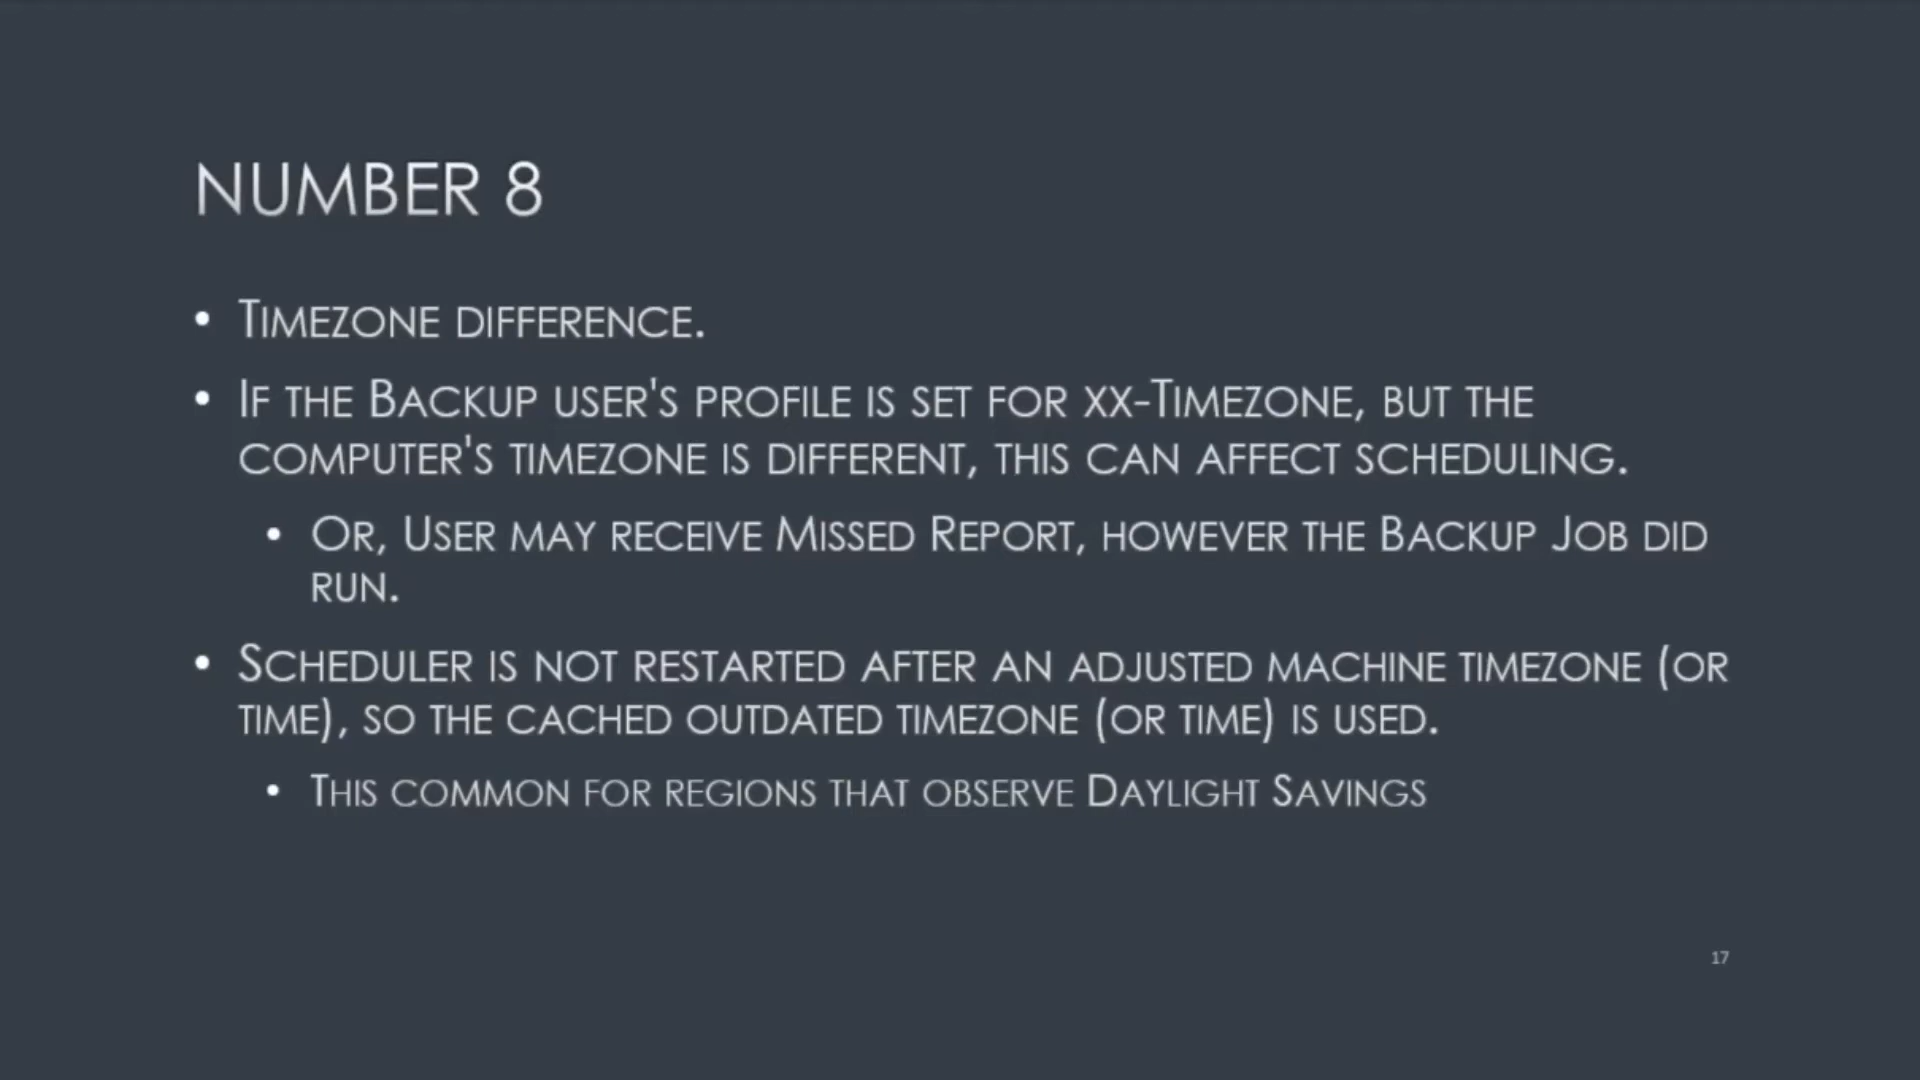 NUMBER 8
• TIMEZONE DIFFERENCE.
• IF THE BACKUP USER'S PROFILE IS SET FOR XX-TIMEZONE, BUT THE
COMPUTER'S TIMEZONE IS DIFFERENT, THIS CAN AFFECT SCHEDULING.
• OR, USER MAY RECEIVE MISSED REPORT, HOWEVER THE BACKUP JOB DID
RUN.
• SCHEDULER IS NOT RESTARTED AFTER AN ADJUSTED MACHINE TIMEZONE (OR
TIME), SO THE CACHED OUTDATED TIMEZONE (OR TIME) IS USED.
• THIS COMMON FOR REGIONS THAT OBSERVE DAYLIGHT SAVINGS
17